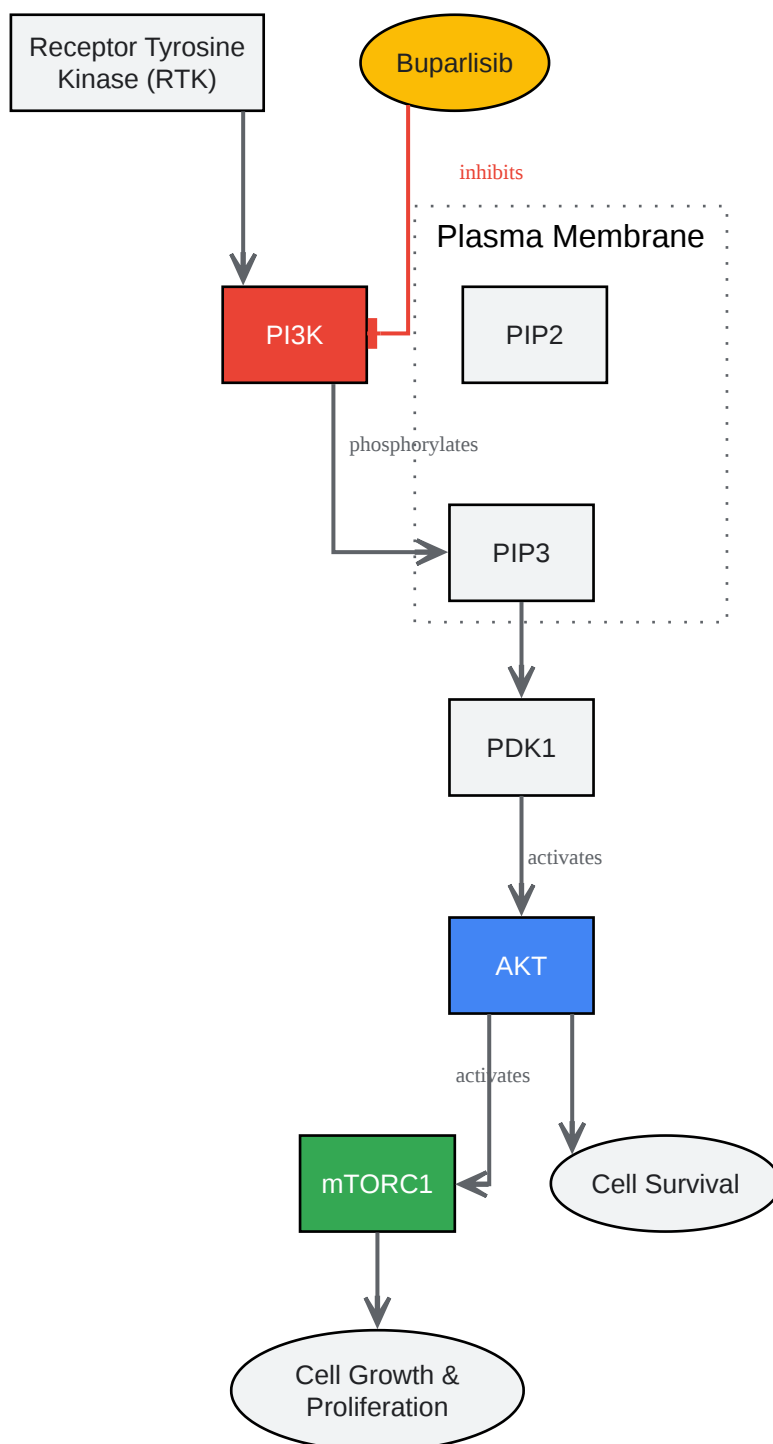 Receptor Tyrosine
Kinase (RTK)
Buparlisib
inhibits
Plasma Membrane
PI3K
PIP2
phosphorylates
PIP3
PDK1
activates
AKT
activates
mTORC1
Cell Survival
Cell Growth &
Proliferation